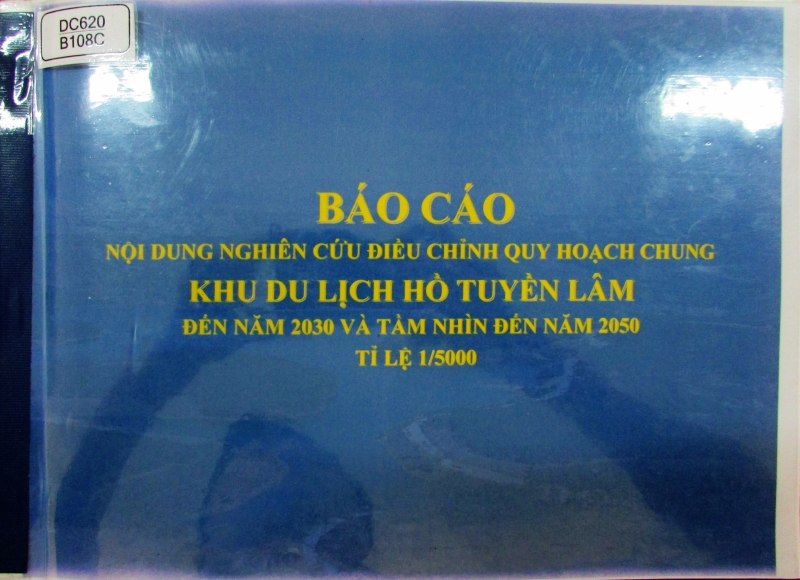 DC620
B108C
BÁO CÁO
NỘI DUNG NGHIÊN CỨU ĐIỀU CHỈNH QUY HOẠCH CHUNG
KHU DU LỊCH HỒ TUYỀN LÂM
ĐẾN NĂM 2030 VÀ TẦM NHÌN ĐẾN NĂM 2050
TỈ LỆ 1/5000